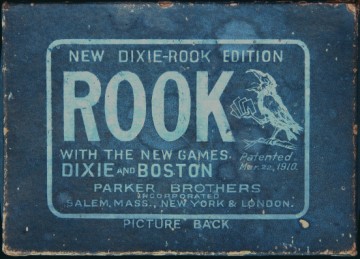 NEW DIXIE-ROOK EDITION
ROOK
WITH THE NEW GAMES.
DIXIE AND BOSTON
Patented.
Mar. 22, 1910.
PARKER BROTHERS
INCORPORATED
SALEM, MASS., NEW YORK & LONDON.
PICTURE BACK